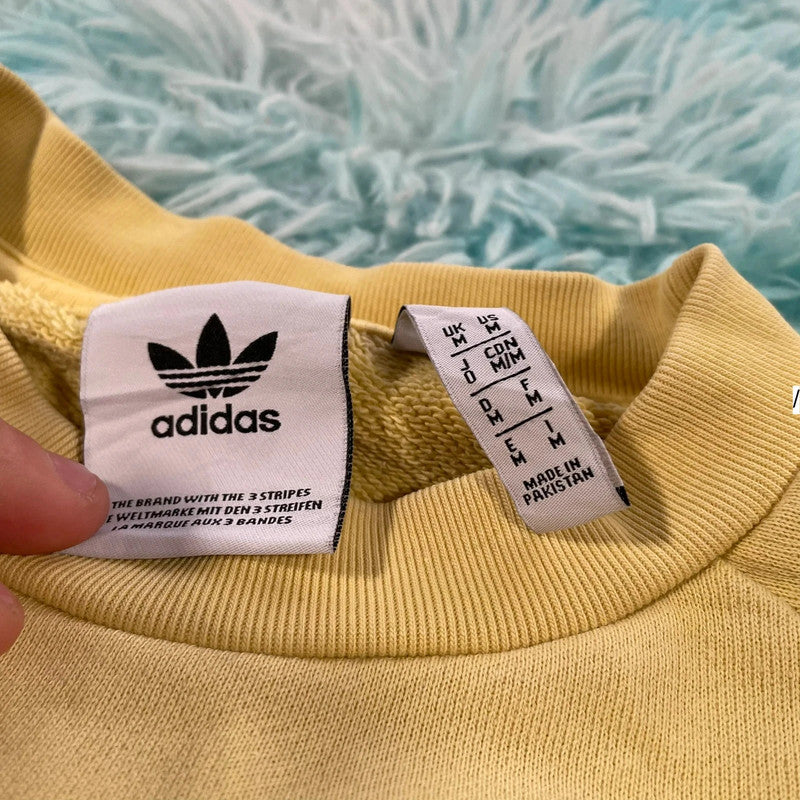 adidas
THE BRAND WITH THE 3 STRIPES
WELTMARKE MIT DEN 3 STREIFEN
LA MARQUE AUX 3 BANDES
UK M US M
JO CDN M/M
D M F M
E M I M
MADE IN
PAKISTAN